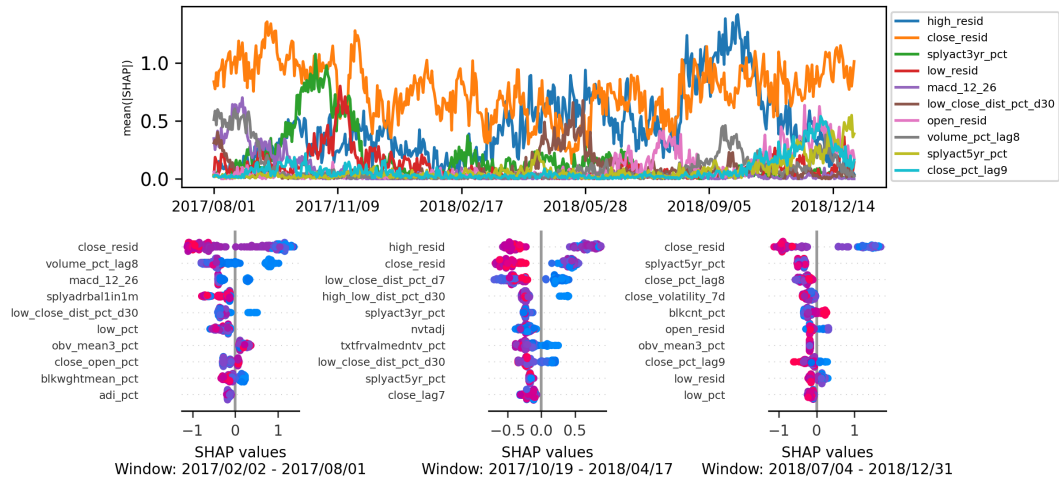 high_resid
close_resid
splyact3yr_pct
low_resid
macd_12_26
low_close_dist_pct_d30
open_resid
volume_pct_lag8
splyact5yr_pct
close_pct_lag9
mean(|SHAP|)
1.0
0.5
0.0
2017/08/01 2017/11/09 2018/02/17 2018/05/28 2018/09/05 2018/12/14
close_resid
volume_pct_lag8
macd_12_26
splyadrbal1in1m
low_close_dist_pct_d30
low_pct
obv_mean3_pct
close_open_pct
blkwghtmean_pct
adi_pct
−1 0 1
SHAP values
Window: 2017/02/02 - 2017/08/01
high_resid
close_resid
low_close_dist_pct_d7
high_low_dist_pct_d30
splyact3yr_pct
nvtadj
txtfrvalmedntv_pct
low_close_dist_pct_d30
splyact5yr_pct
close_lag7
−0.5 0.0 0.5
SHAP values
Window: 2017/10/19 - 2018/04/17
close_resid
splyact5yr_pct
close_pct_lag8
close_volatility_7d
blkcnt_pct
open_resid
obv_mean3_pct
close_pct_lag9
low_resid
low_pct
−1 0 1
SHAP values
Window: 2018/07/04 - 2018/12/31